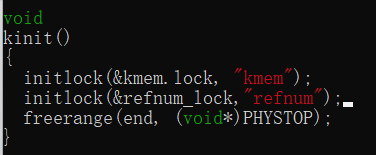 void
kinit()
{
  initlock(&kmem.lock, "kmem");
  initlock(&refnum_lock,"refnum");
  freerange(end, (void*)PHYSTOP);
}